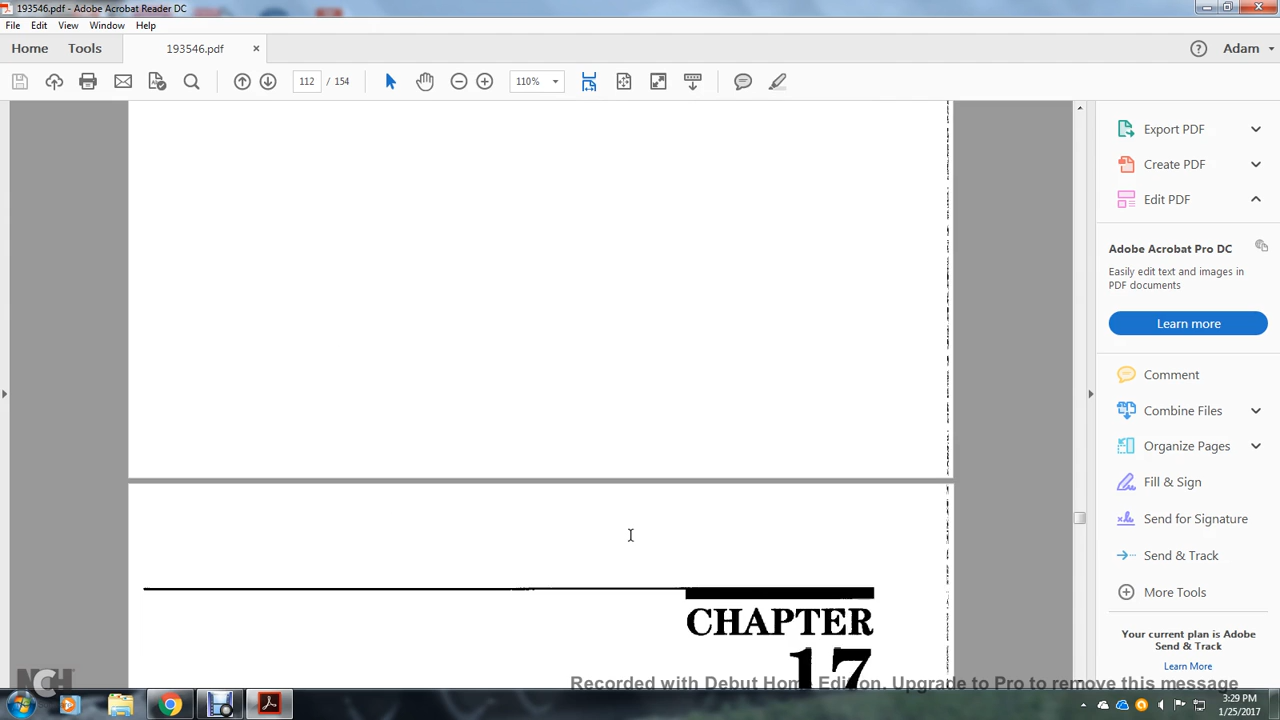 193546.pdf - Adobe Acrobat Reader DC
File Edit View Window Help
Home Tools 193546.pdf × Adam
112 / 154 110%
Export PDF
Create PDF
Edit PDF
Adobe Acrobat Pro DC
Easily edit text and images in
PDF documents
Learn more
Comment
Combine Files
Organize Pages
Fill & Sign
Send for Signature
Send & Track
More Tools
Your current plan is Adobe
Send & Track
Learn More
CHAPTER
17
NCH
Recorded with Debut Home Edition. Upgrade to Pro to remove this message
3:29 PM
1/25/2017